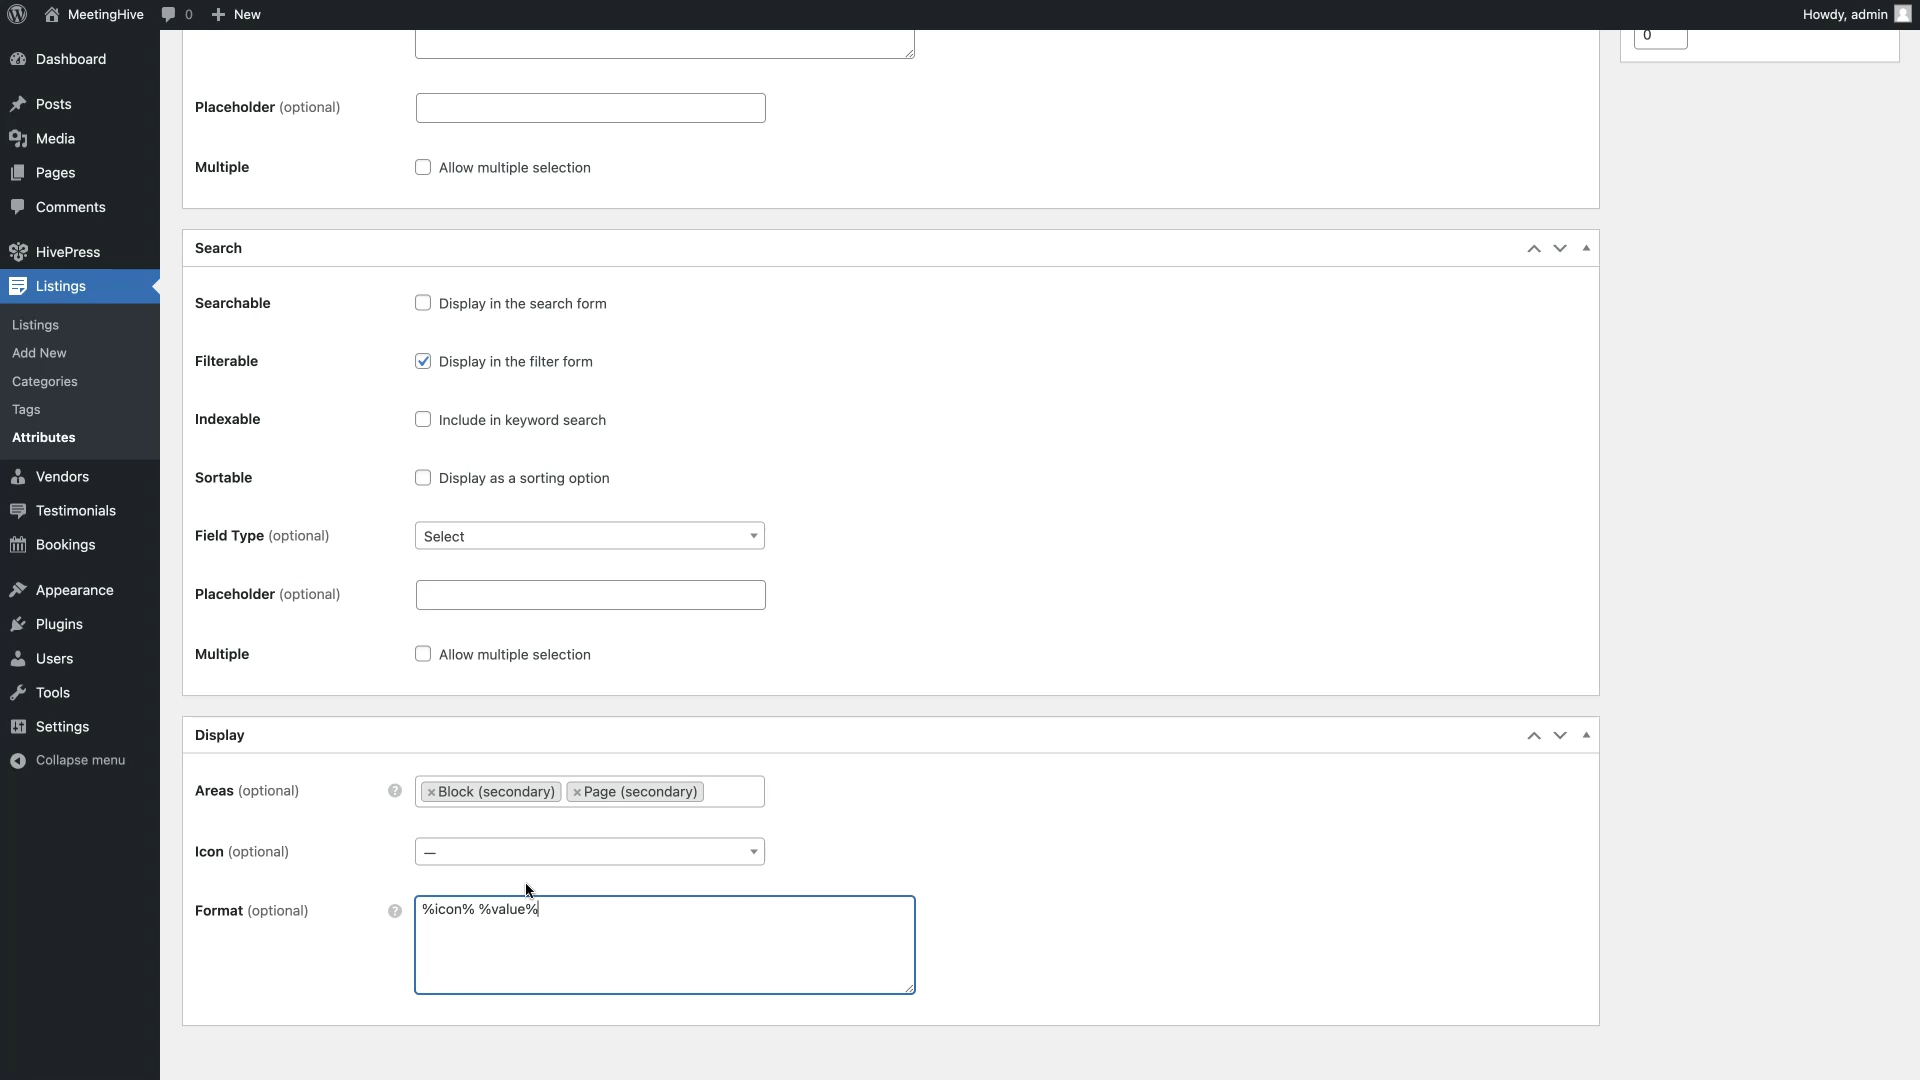 MeetingHive
0
New
Howdy, admin
Dashboard
Posts
Media
Pages
Comments
HivePress
Listings
Listings
Add New
Categories
Tags
Attributes
Vendors
Testimonials
Bookings
Appearance
Plugins
Users
Tools
Settings
Collapse menu
0
Placeholder (optional)
Multiple
Allow multiple selection
Search
Searchable
Display in the search form
Filterable
Display in the filter form
Indexable
Include in keyword search
Sortable
Display as a sorting option
Field Type (optional)
Select
Placeholder (optional)
Multiple
Allow multiple selection
Display
Areas (optional)
?
×Block (secondary) ×Page (secondary)
Icon (optional)
—
Format (optional)
?
%icon% %value%